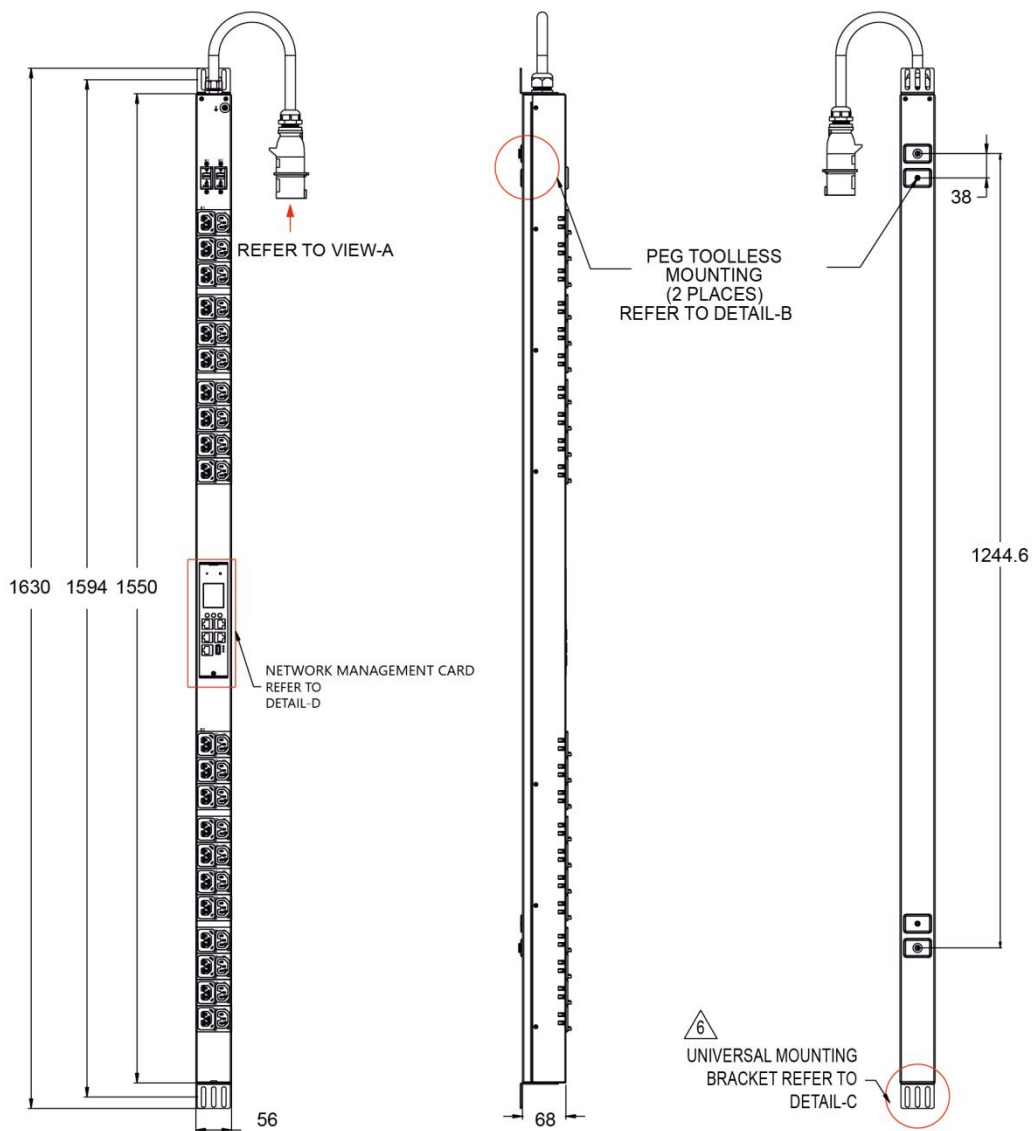 REFER TO VIEW-A
PEG TOOLLESS
MOUNTING
(2 PLACES)
REFER TO DETAIL-B
38
1244.6
1630
1594
1550
NETWORK MANAGEMENT CARD
REFER TO
DETAIL-D
6
UNIVERSAL MOUNTING
BRACKET REFER TO
DETAIL-C
56
68